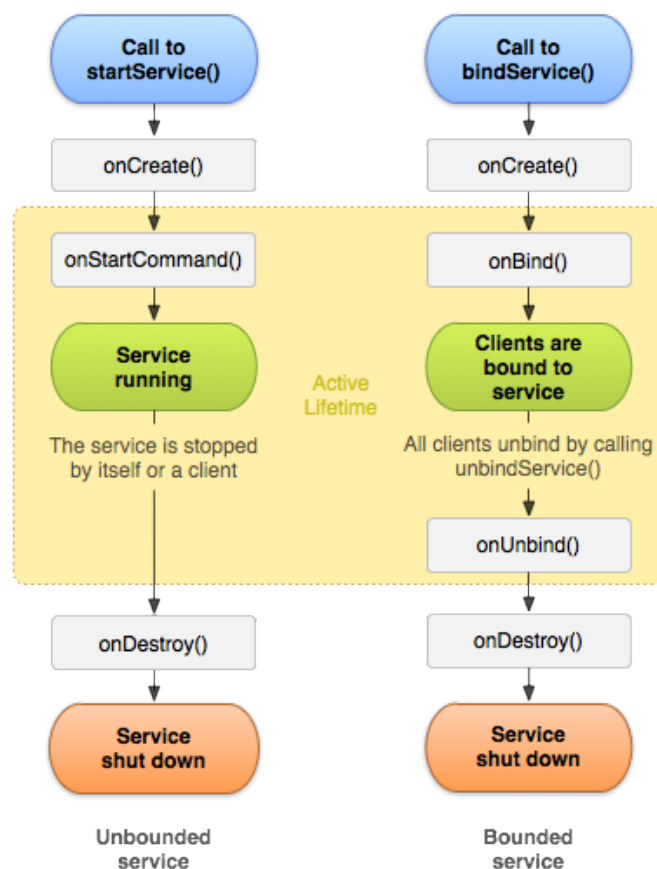 Call to
startService()
onCreate()
onStartCommand()
Service
running
The service is stopped
by itself or a client
onDestroy()
Service
shut down
Unbounded
service
Active
Lifetime
Call to
bindService()
onCreate()
onBind()
Clients are
bound to
service
All clients unbind by calling
unbindService()
onUnbind()
onDestroy()
Service
shut down
Bounded
service